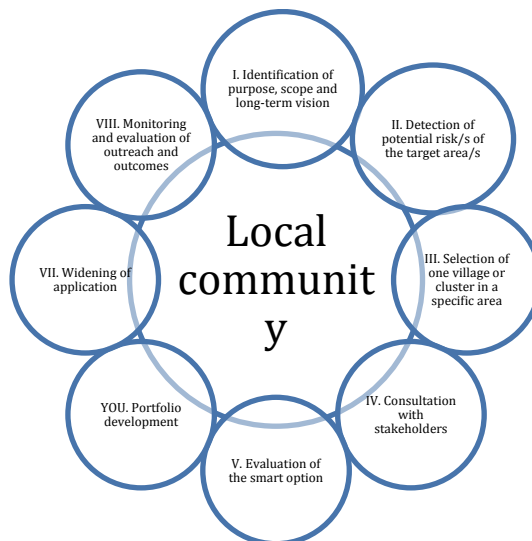 I. Identification of
purpose, scope and
long-term vision
II. Detection of
potential risk/s of
the target area/s
III. Selection of
one village or
cluster in a
specific area
IV. Consultation
with
stakeholders
V. Evaluation of
the smart option
YOU. Portfolio
development
VII. Widening of
application
VIII. Monitoring
and evaluation of
outreach and
outcomes
Local
communit
y